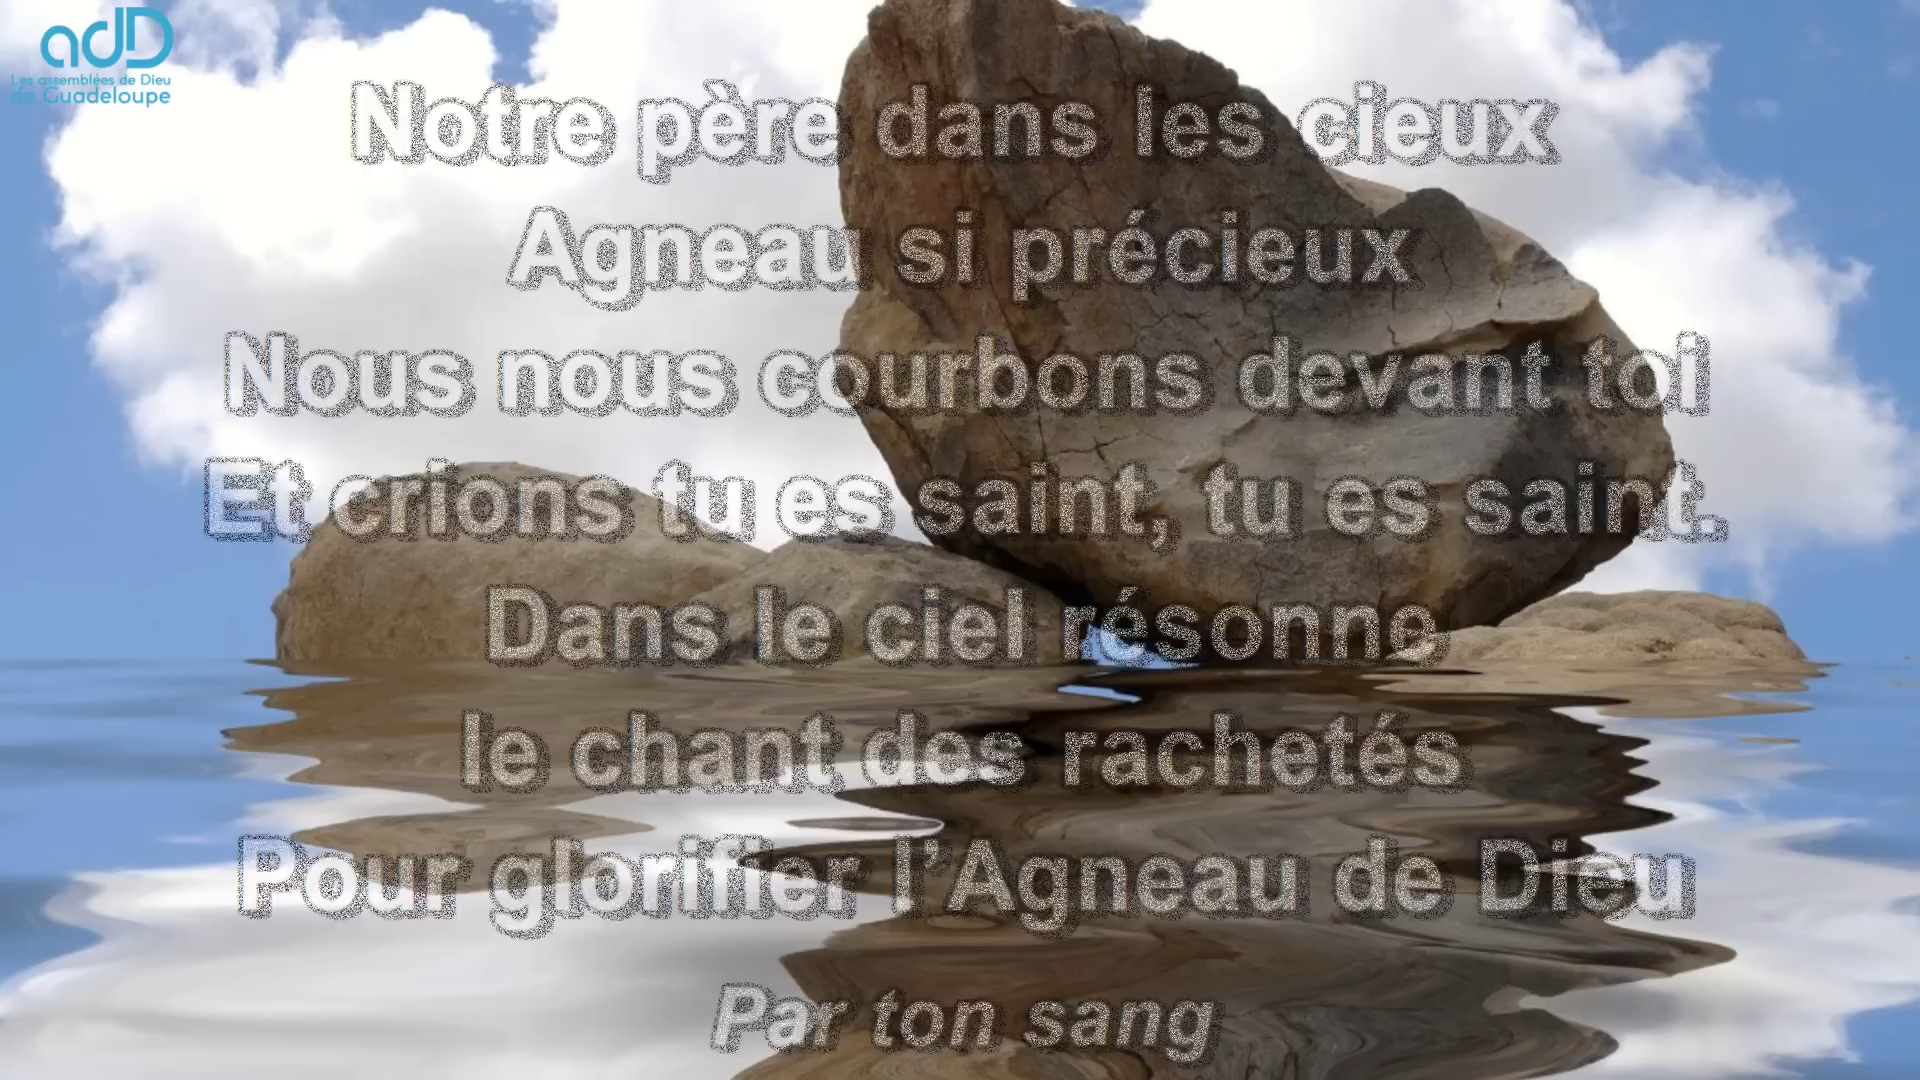 adD
Les assemblées de Dieu
de Guadeloupe
Notre père dans les cieux
Agneau si précieux
Nous nous courbons devant toi
Et crions tu es saint, tu es saint.
Dans le ciel résonne
le chant des rachetés
Pour glorifier l’Agneau de Dieu
Par ton sang